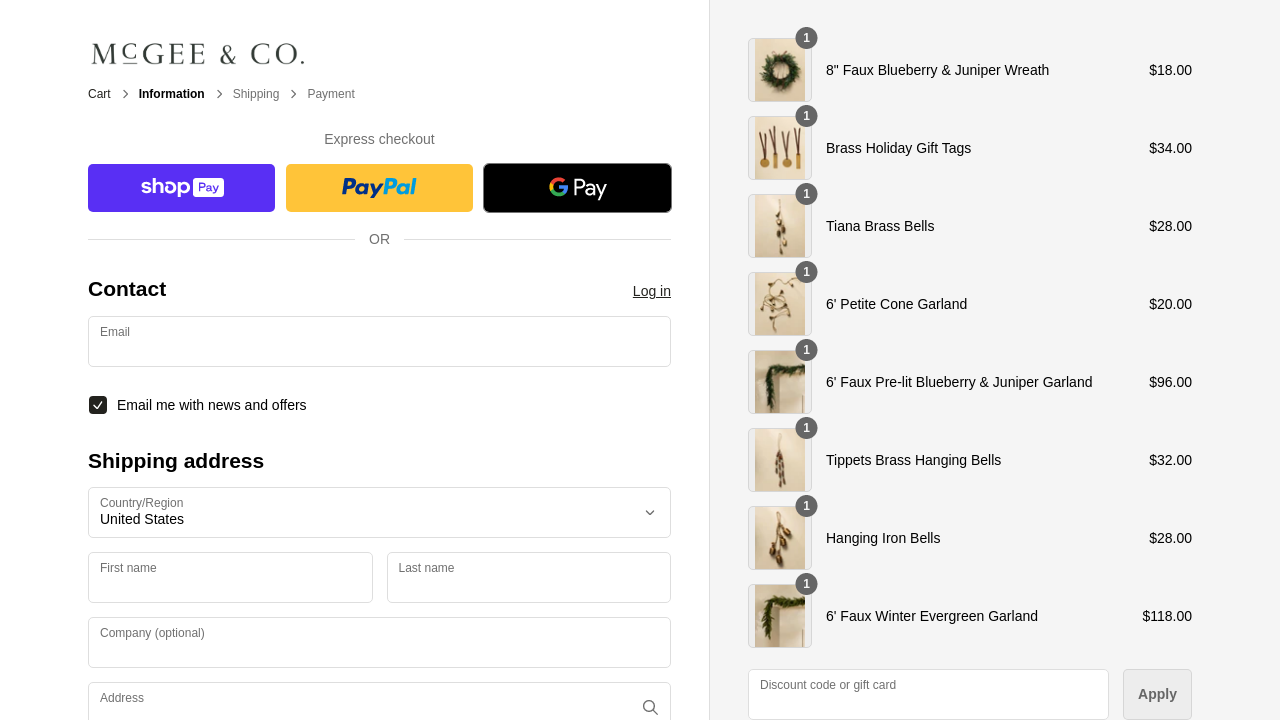 McGEE & CO.
Cart > Information > Shipping > Payment
Express checkout
shop Pay
PayPal
G Pay
OR
Contact
Log in
Email
Email me with news and offers
Shipping address
Country/Region
United States
First name
Last name
Company (optional)
Address
1
8" Faux Blueberry & Juniper Wreath $18.00
1
Brass Holiday Gift Tags $34.00
1
Tiana Brass Bells $28.00
1
6' Petite Cone Garland $20.00
1
6' Faux Pre-lit Blueberry & Juniper Garland $96.00
1
Tippets Brass Hanging Bells $32.00
1
Hanging Iron Bells $28.00
1
6' Faux Winter Evergreen Garland $118.00
Discount code or gift card
Apply